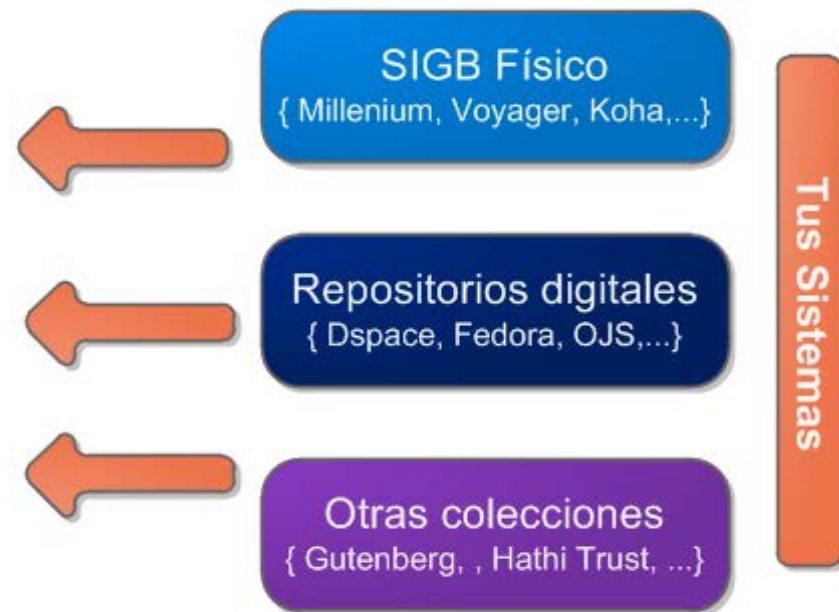 SIGB Físico
{ Millenium, Voyager, Koha,...}
Repositorios digitales
{ Dspace, Fedora, OJS,...}
Otras colecciones
{ Gutenberg, , Hathi Trust, ...}
Tus Sistemas